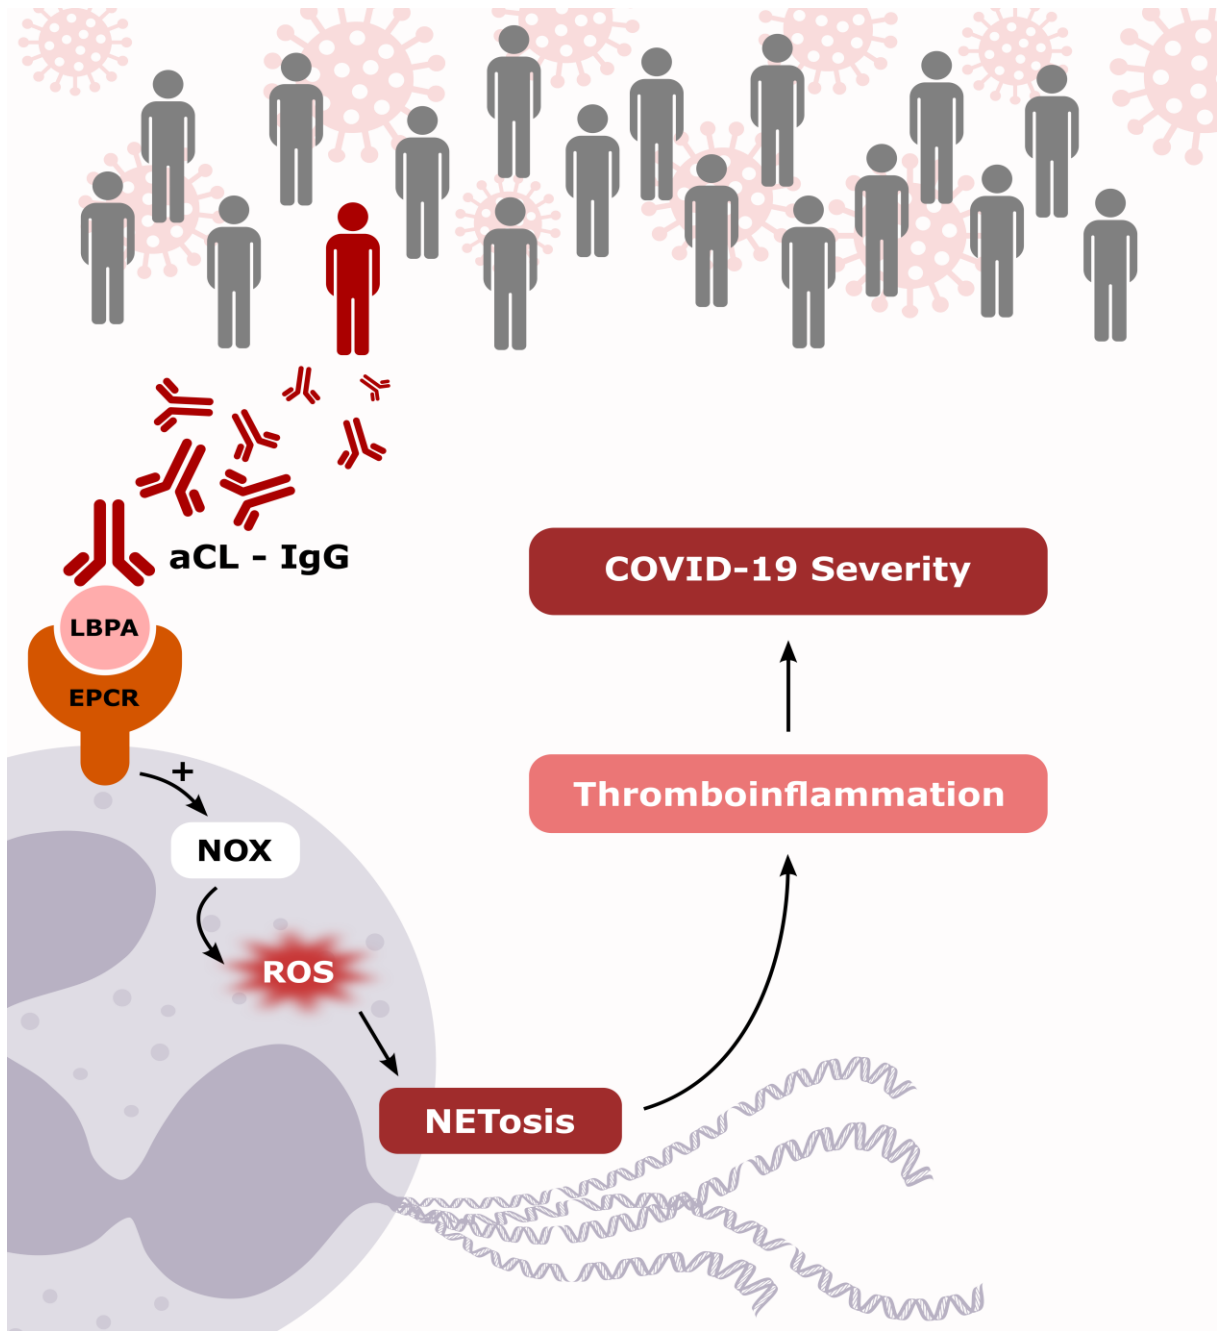 aCL - IgG
LBPA
EPCR
+
NOX
ROS
NETosis
Thromboinflammation
COVID-19 Severity